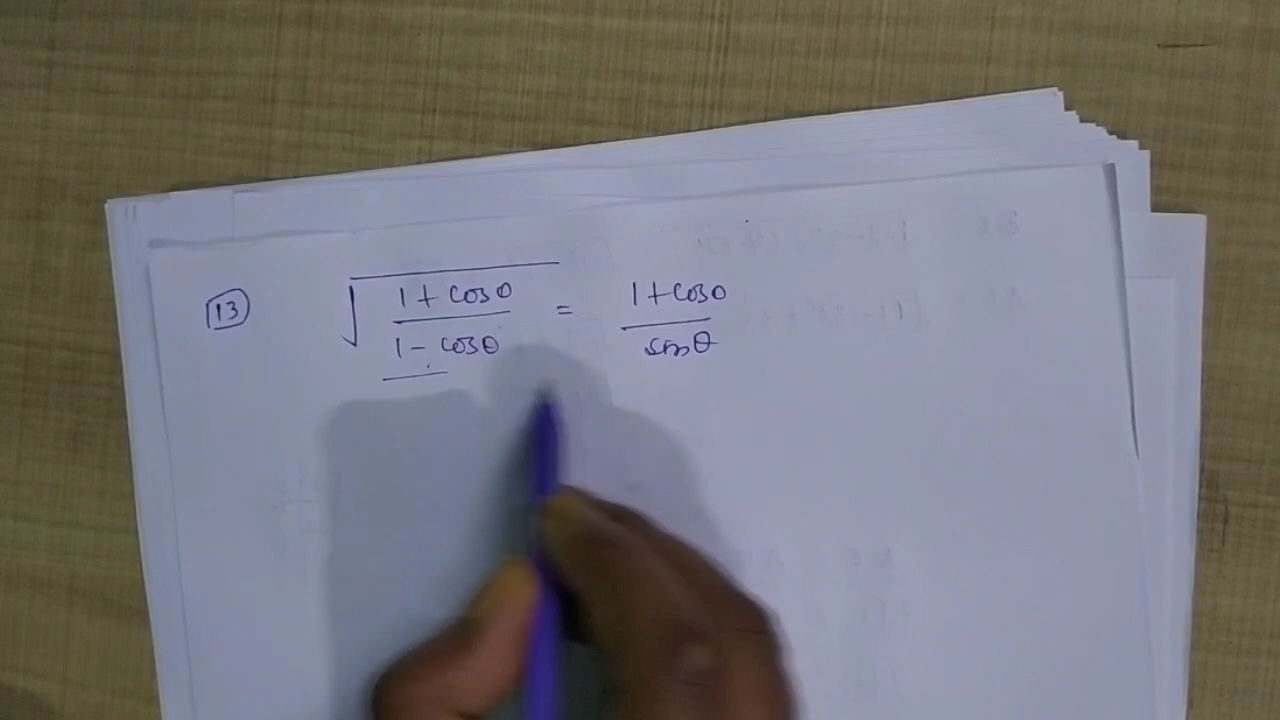 13 √((1 + cosθ)/(1 - cosθ)) = (1 + cosθ)/sinθ